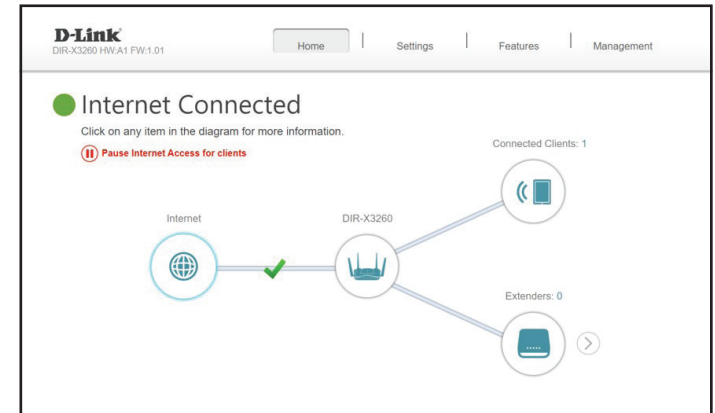 D-Link
DIR-X3260 HW:A1 FW:1.01
Home Settings Features Management
Internet Connected
Click on any item in the diagram for more information.
Pause Internet Access for clients
Connected Clients: 1
Internet
DIR-X3260
Extenders: 0